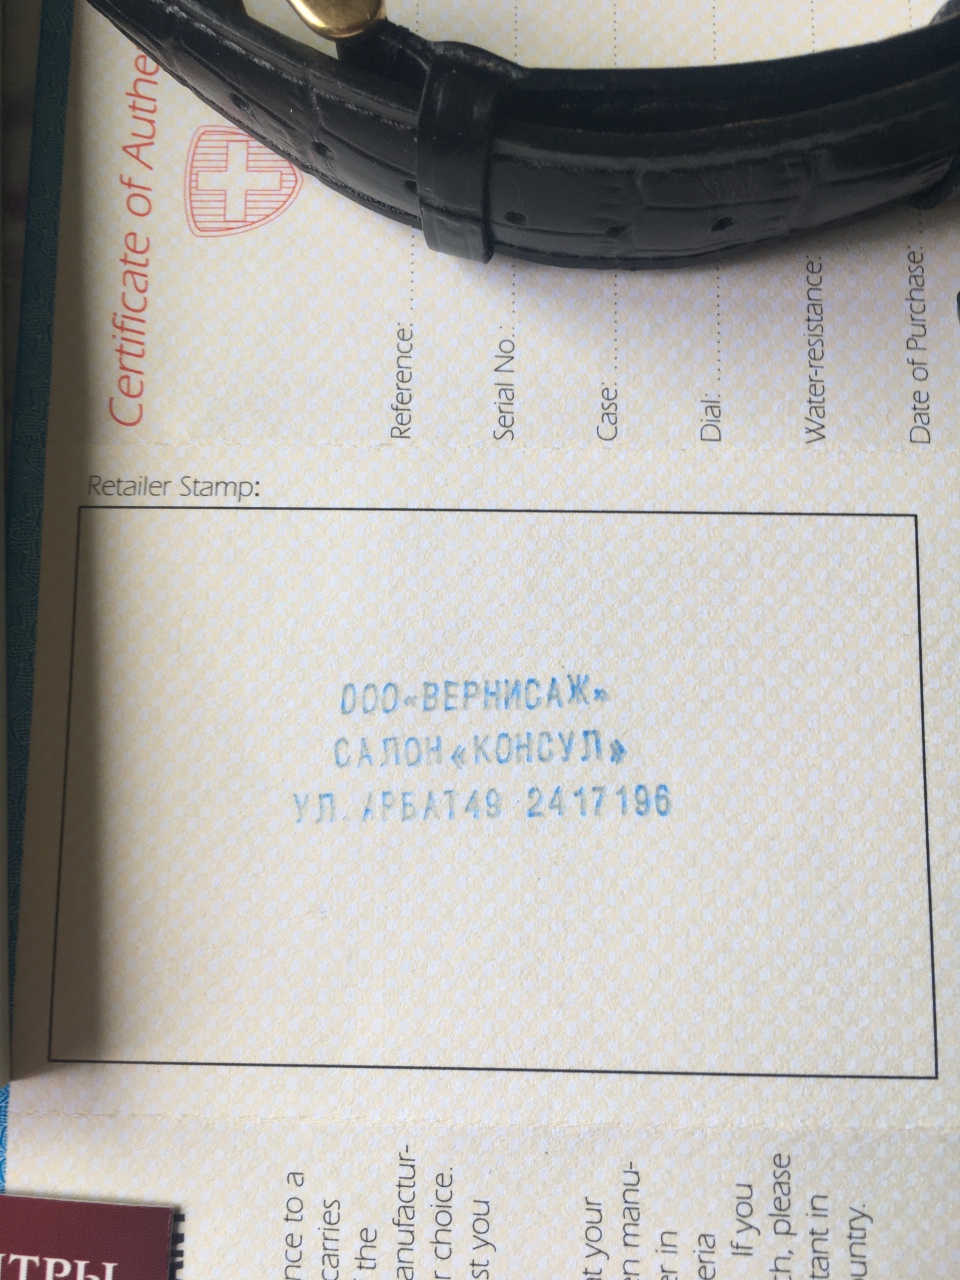 Certificate of Authe
Reference:
Serial No.:
Case:
Dial:
Water-resistance:
Date of Purchase:
Retailer Stamp:
ООО«ВЕРНИСАЖ»
САЛОН«КОНСУЛ»
УЛ. АРБАТ49 2417196
nce to a
carries
the
anufactur-
r choice.
st you
at your
en manu-
er in
eria
If you
ch, please
tant in
untry.
НТРЫ